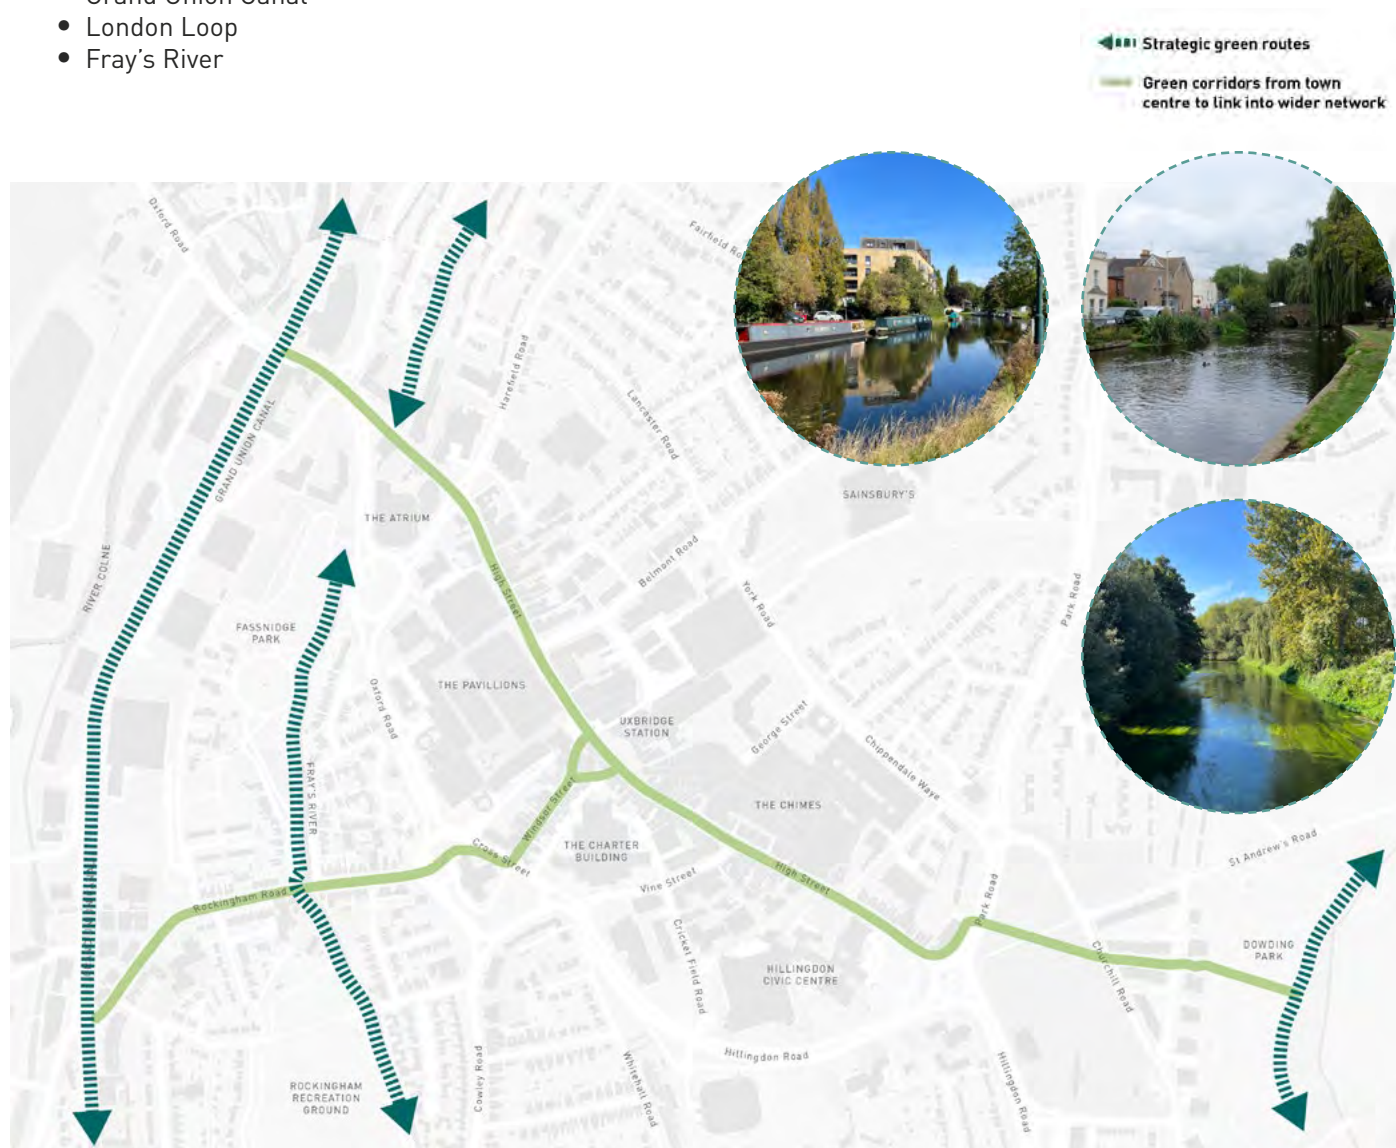 Grand Union Canal
• London Loop
• Fray's River
Strategic green routes
Green corridors from town
centre to link into wider network
Oxford Road
Fairfield Ro
Harefield Road
Lancaster Road
GRAND UNION CANAL
SAINSBURY'S
THE ATRIUM
Belmont Road
High Street
RIVER COLNE
York Road
Park Road
FASSNIDGE
PARK
THE PAVILLIONS
Oxford Road
UXBRIDGE
STATION
George Street
Chippendale Waye
FRAY'S RIVER
Windsor Street
THE CHIMES
Cross Street
THE CHARTER
BUILDING
St Andrew's Road
Vine Street
High Street
Rockingham Road
Park Road
Cricket Field Road
HILLINGDON
CIVIC CENTRE
Churchill Road
DOWDING
PARK
Hillingdon Road
Cowley Road
Whitehall Road
Hillingdon Road
ROCKINGHAM
RECREATION
GROUND